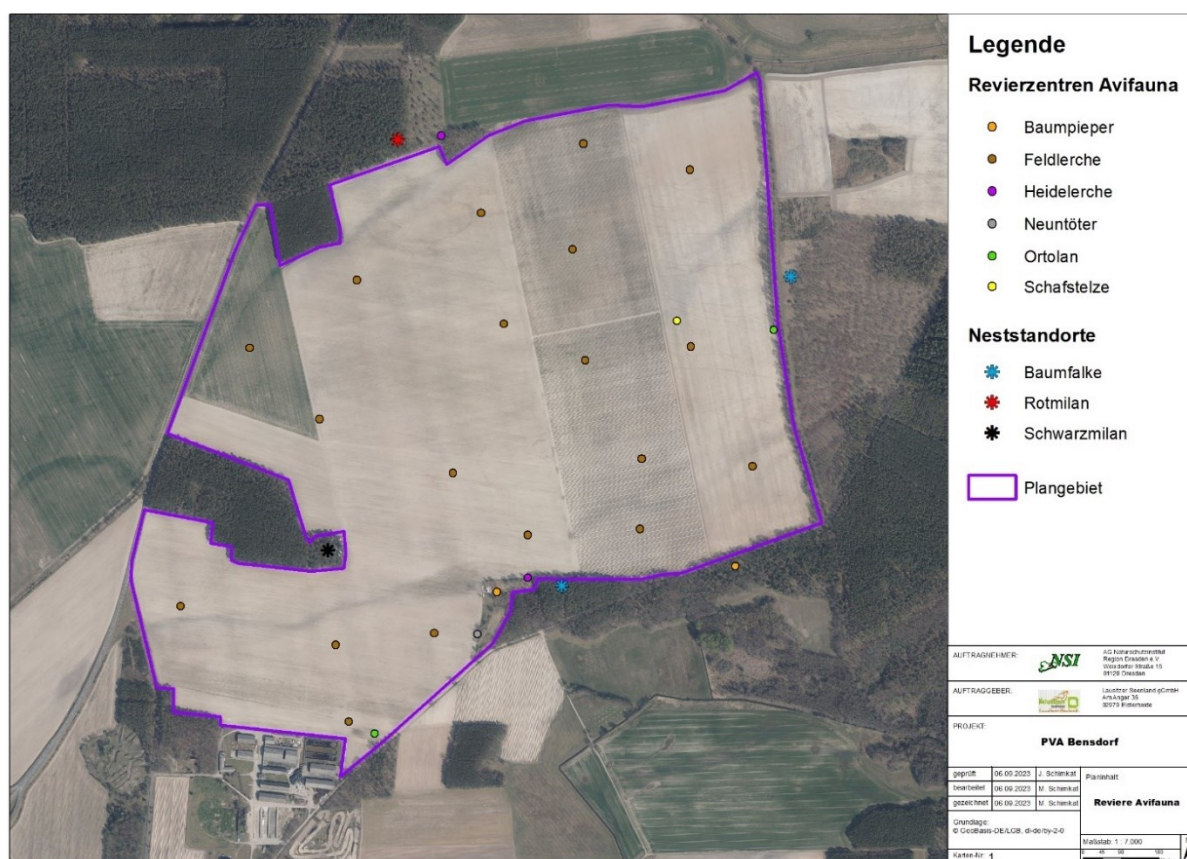 Legende
Revierzentren Avifauna
Baumpieper
Feldlerche
Heidelerche
Neuntöter
Ortolan
Schafstelze
Neststandorte
Baumfalke
Rotmilan
Schwarzmilan
Plangebiet
AUFTRAGNEHMER:
NSI
AG Naturschutzinstitut
Region Dresden e.V.
Weixdorfer Straße 15
01129 Dresden
AUFTRAGGEBER:
Lausitzer Seenland gGmbH
Am Anger 36
02979 Elsterheide
PROJEKT:
PVA Bensdorf
geprüft 06.09.2023 J. Schimkat
bearbeitet 06.09.2023 M. Schimkat
gezeichnet 06.09.2023 M. Schimkat
Planinhalt:
Reviere Avifauna
Grundlage:
© GeoBasis-DE/LGB, dl-de/by-2-0
Maßstab: 1 : 7.000
Karten-Nr. 1